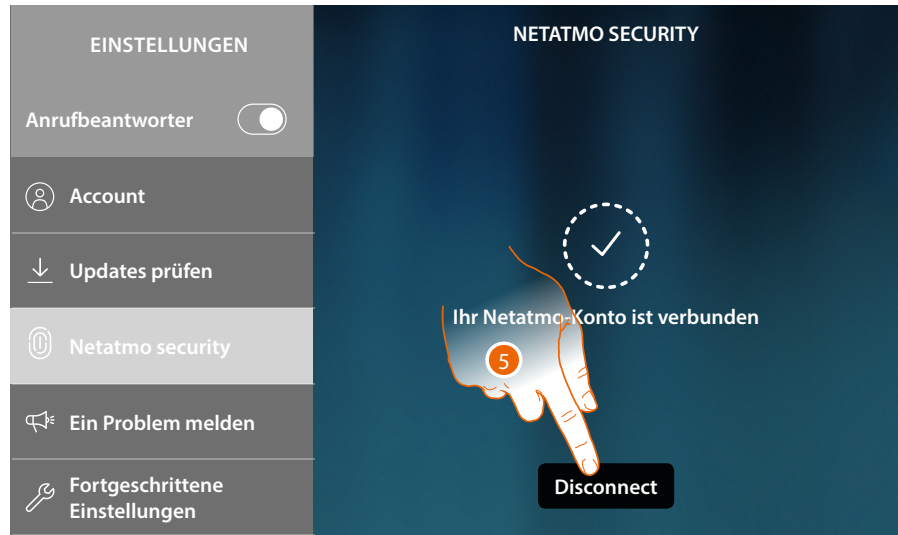 EINSTELLUNGEN
Anrufbeantworter
Account
Updates prüfen
Netatmo security
Ein Problem melden
Fortgeschrittene
Einstellungen
NETATMO SECURITY
Ihr Netatmo-Konto ist verbunden
5
Disconnect